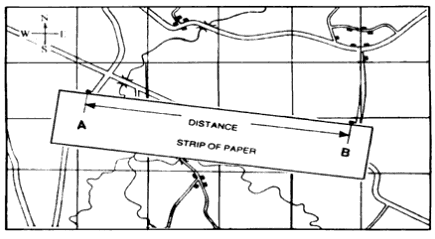 N
W E
S
DISTANCE
A B
STRIP OF PAPER